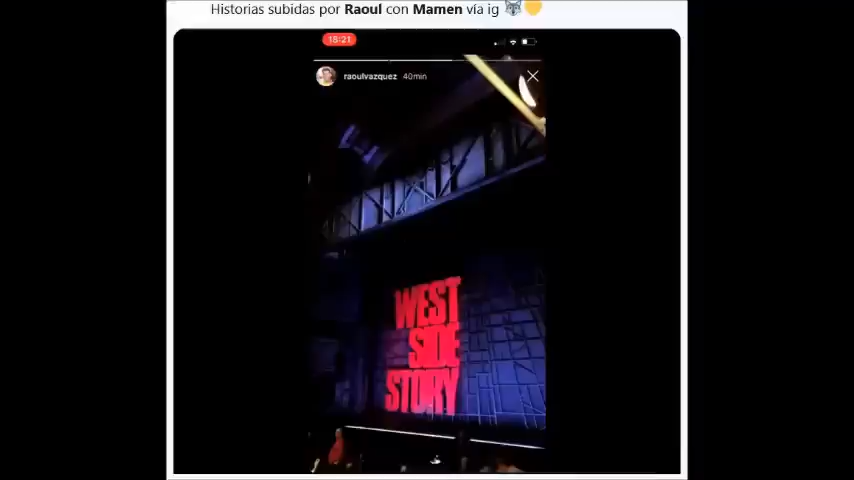 Historias subidas por Raoul con Mamen vía ig 🐺💛
18:21
raoulvazquez 40min
WEST
SIDE
STORY